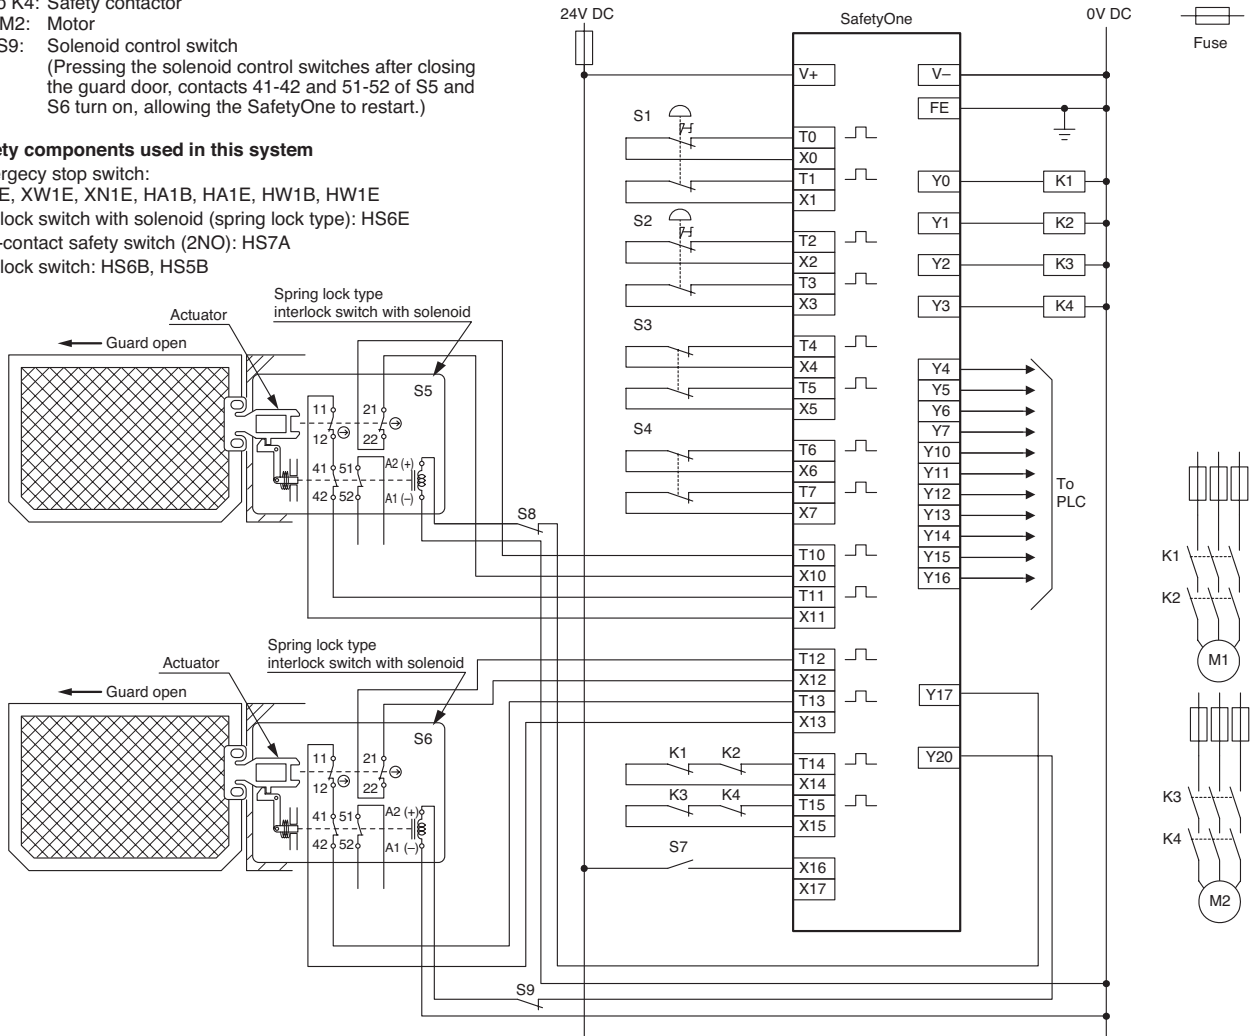 K4: Safety contactor
M2: Motor
S9: Solenoid control switch
(Pressing the solenoid control switches after closing
the guard door, contacts 41-42 and 51-52 of S5 and
S6 turn on, allowing the SafetyOne to restart.)
components used in this system
stop switch:
XW1E, XN1E, HA1B, HA1E, HW1B, HW1E
lock switch with solenoid (spring lock type): HS6E
-contact safety switch (2NO): HS7A
lock switch: HS6B, HS5B
24V DC
SafetyOne
0V DC
Fuse
V+
V−
FE
S1
T0
X0
T1
X1
Y0
K1
S2
Y1
K2
T2
X2
T3
X3
Y2
K3
Y3
K4
S3
T4
X4
T5
X5
S4
T6
X6
T7
X7
Y4
Y5
Y6
Y7
Y10
Y11
Y12
Y13
Y14
Y15
Y16
To
PLC
Spring lock type
interlock switch with solenoid
Actuator
Guard open
S5
11
21
12
22
41
51
A2 (+)
42
52
A1 (−)
S8
T10
X10
T11
X11
K1
K2
M1
Spring lock type
interlock switch with solenoid
Actuator
Guard open
S6
11
21
12
22
41
51
A2 (+)
42
52
A1 (−)
T12
X12
T13
X13
Y17
K1
K2
T14
X14
Y20
K3
K4
T15
X15
S7
X16
X17
S9
K3
K4
M2